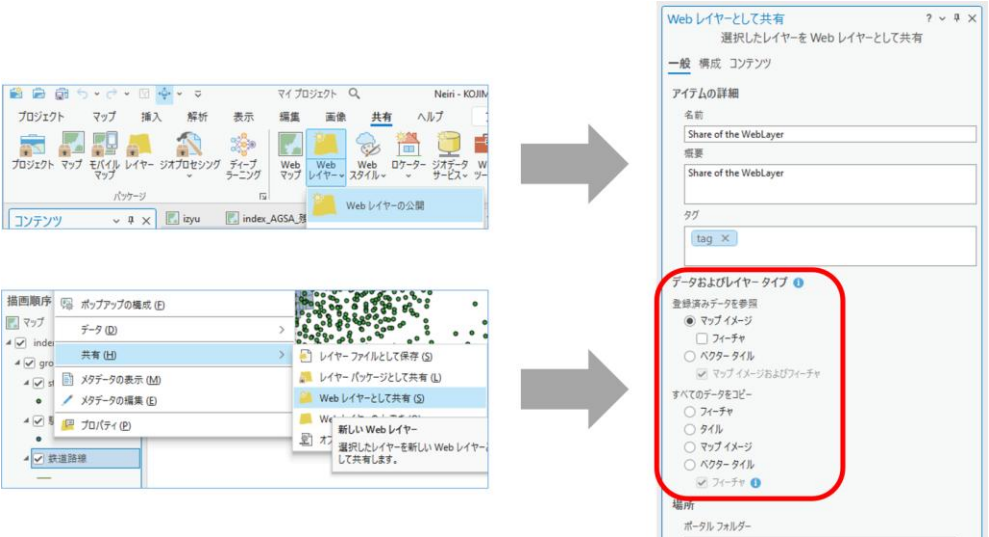 マイ プロジェクト
Neiri - KOJIM
プロジェクト マップ 挿入 解析 表示 編集 画像 共有 ヘルプ
プロジェクト マップ モバイル マップ レイヤー ジオプロセシング ディープ ラーニング
Web マップ Web レイヤー Web スタイル ロケーター ジオデータ サービス
パッケージ
Web レイヤーの公開
コンテンツ
izyu
index_AGSA_残
描画順序
マップ
inde
gro
st
鉄道路線
ポップアップの構成 (F)
データ (D)
共有 (H)
メタデータの表示 (M)
メタデータの編集 (E)
プロパティ (P)
レイヤー ファイルとして保存 (S)
レイヤー パッケージとして共有 (L)
Web レイヤーとして共有 (S)
新しい Web レイヤー
選択したレイヤーを新しい Web レイヤーと
して共有します。
Web レイヤーとして共有
選択したレイヤーを Web レイヤーとして共有
一般 構成 コンテンツ
アイテムの詳細
名前
Share of the WebLayer
概要
Share of the WebLayer
タグ
tag ×
データおよびレイヤー タイプ
登録済みデータを参照
マップ イメージ
フィーチャ
ベクター タイル
マップ イメージおよびフィーチャ
すべてのデータをコピー
フィーチャ
タイル
マップ イメージ
ベクター タイル
フィーチャ
場所
ポータル フォルダー